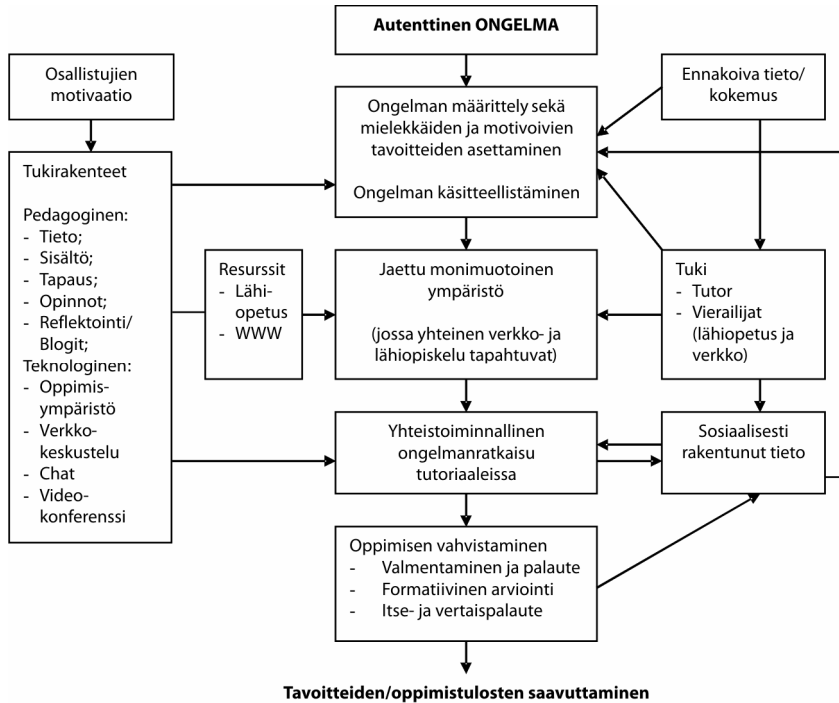 Autenttinen ONGELMA
Osallistujien
motivaatio
Ennakoiva tieto/
kokemus
Ongelman määrittely sekä
mielekkäiden ja motivoivien
tavoitteiden asettaminen
Ongelman käsitteellistäminen
Tukirakenteet
Pedagoginen:
- Tieto;
- Sisältö;
- Tapaus;
- Opinnot;
- Reflektointi/
Blogit;
Teknologinen:
- Oppimis-
ympäristö
- Verkko-
keskustelu
- Chat
- Video-
konferenssi
Resurssit
- Lähi-
opetus
- WWW
Jaettu monimuotoinen
ympäristö
(jossa yhteinen verkko- ja
lähiopiskelu tapahtuvat)
Tuki
- Tutor
- Vierailijat
(lähiopetus ja
verkko)
Yhteistoiminnallinen
ongelmanratkaisu
tutoriaaleissa
Sosiaalisesti
rakentunut tieto
Oppimisen vahvistaminen
- Valmentaminen ja palaute
- Formatiivinen arviointi
- Itse- ja vertaispalaute
Tavoitteiden/oppimistulosten saavuttaminen